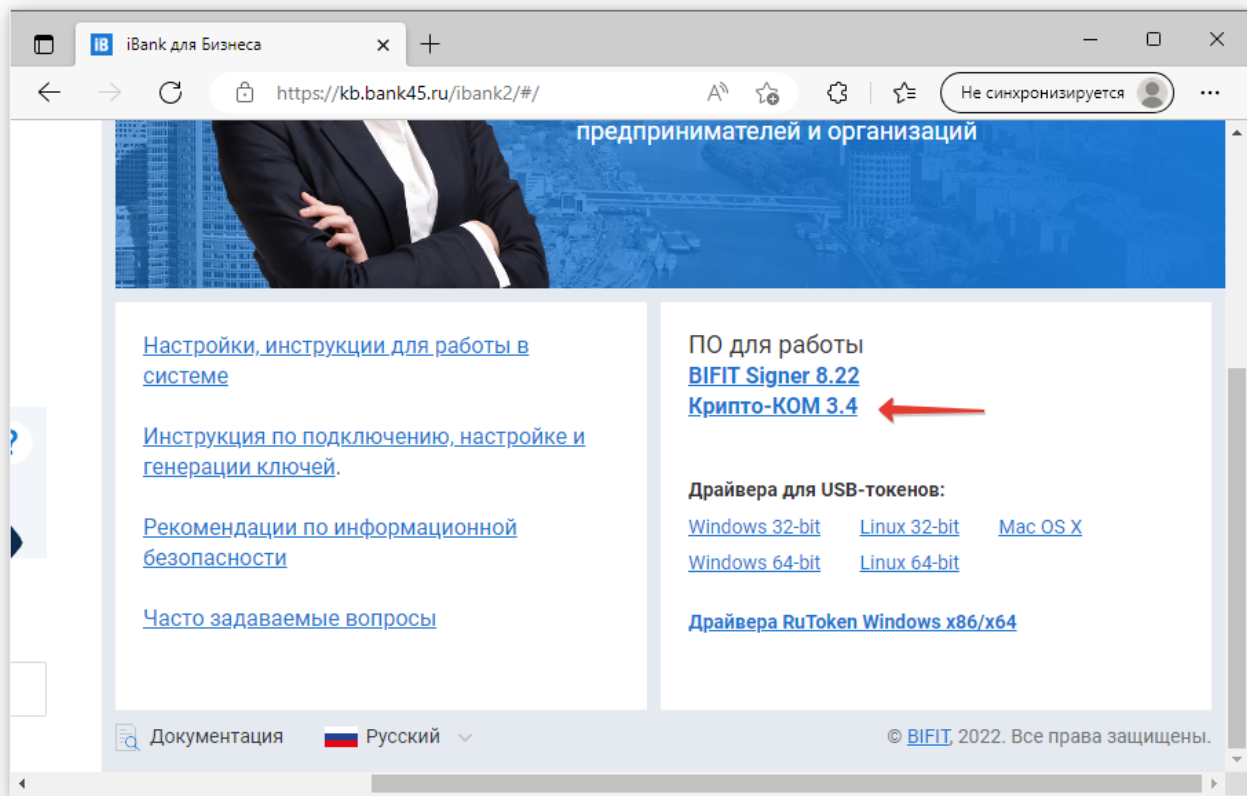 iB iBank для Бизнеса
https://kb.bank45.ru/ibank2/#/
Не синхронизируется
предпринимателей и организаций
Настройки, инструкции для работы в
системе
Инструкция по подключению, настройке и
генерации ключей.
Рекомендации по информационной
безопасности
Часто задаваемые вопросы
?
ПО для работы
BIFIT Signer 8.22
Крипто-КОМ 3.4
Драйвера для USB-токенов:
Windows 32-bit Linux 32-bit Mac OS X
Windows 64-bit Linux 64-bit
Драйвера RuToken Windows x86/x64
Документация Русский
© BIFIT, 2022. Все права защищены.